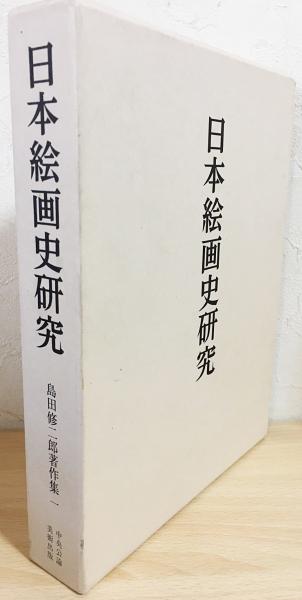 日本絵画史研究
島田修二郎著作集 一
中央公論
美術出版
日本絵画史研究